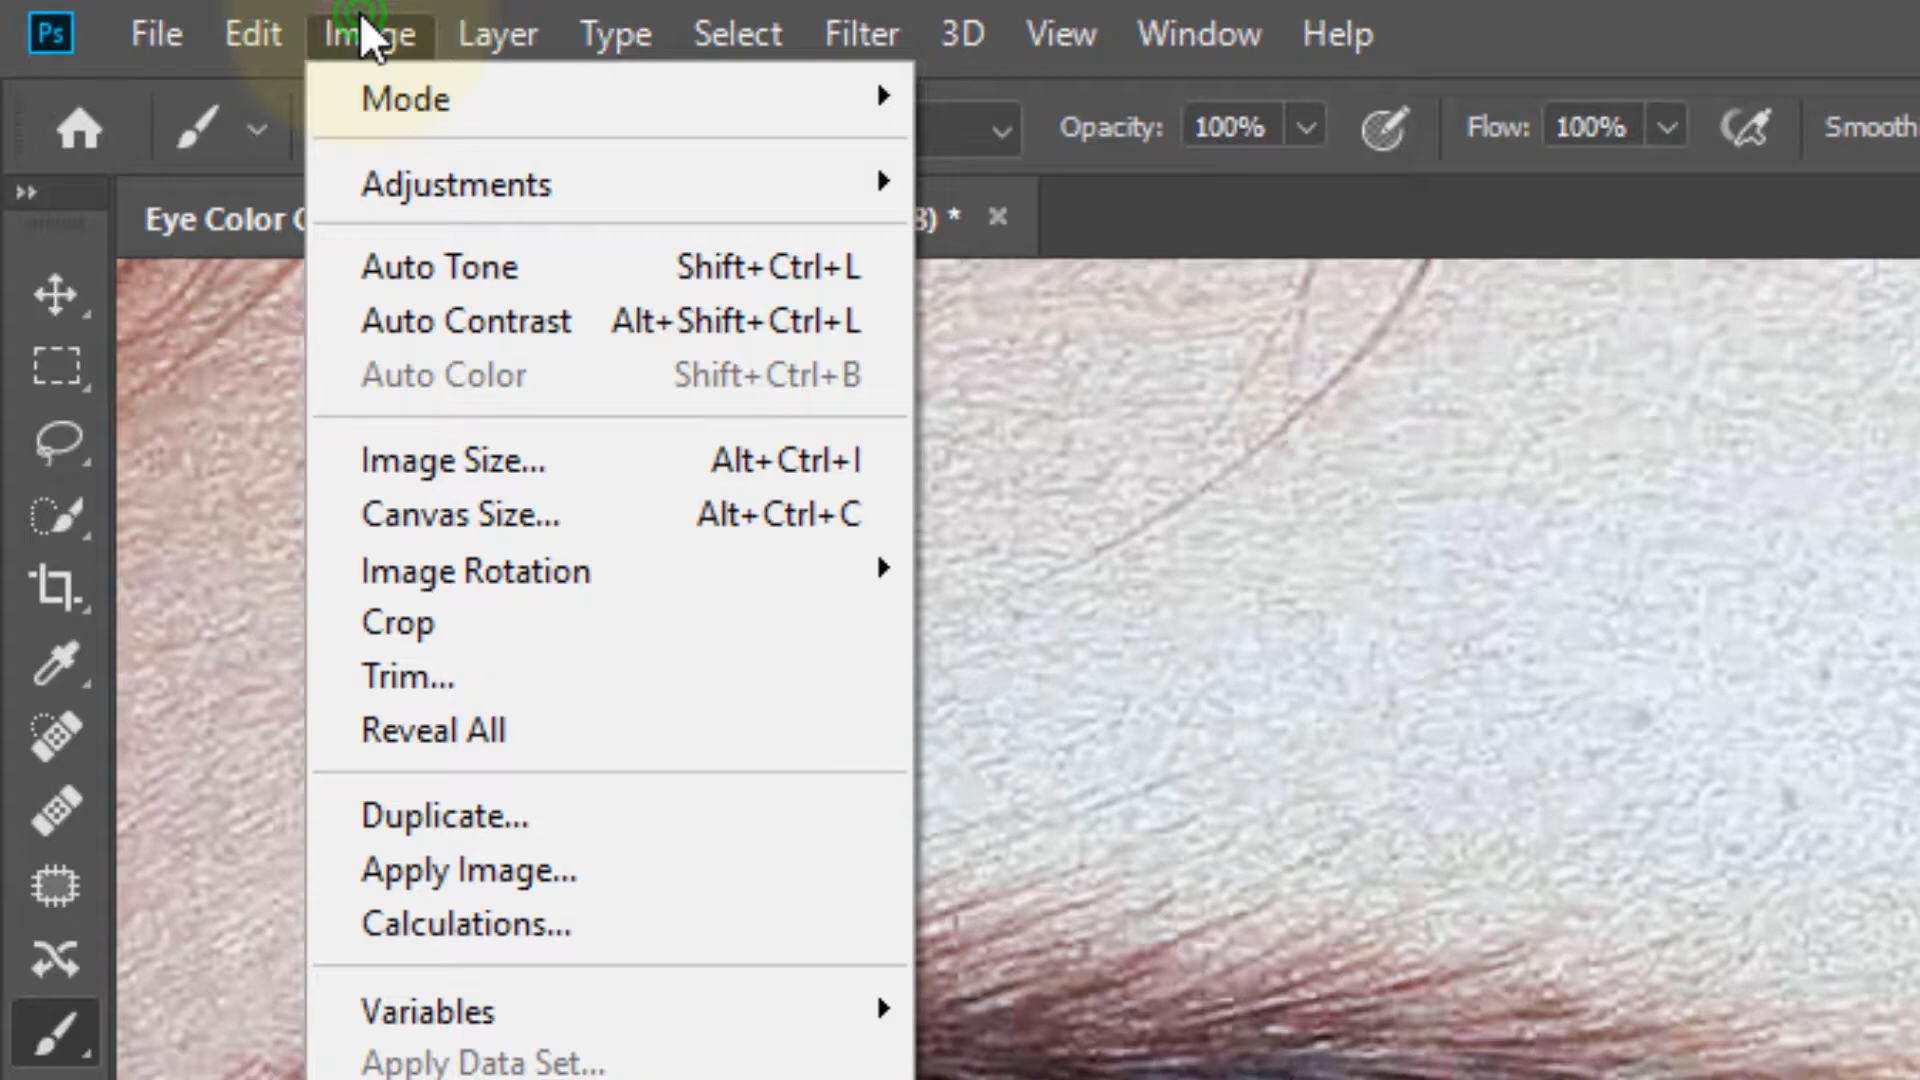 Ps File Edit Image Layer Type Select Filter 3D View Window Help
Opacity: 100% Flow: 100% Smooth
Eye Color
) *
Mode
Adjustments
Auto Tone Shift+Ctrl+L
Auto Contrast Alt+Shift+Ctrl+L
Auto Color Shift+Ctrl+B
Image Size... Alt+Ctrl+I
Canvas Size... Alt+Ctrl+C
Image Rotation
Crop
Trim...
Reveal All
Duplicate...
Apply Image...
Calculations...
Variables
Apply Data Set...